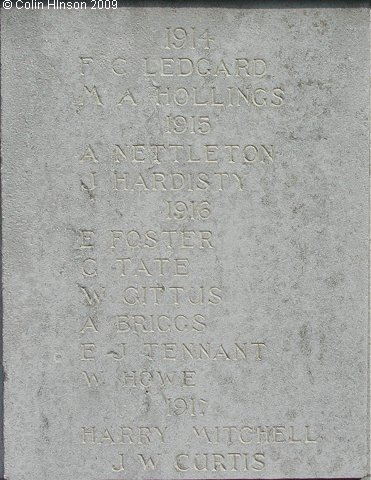 © Colin Hinson 2009
1914
F C LEDGARD
M A HOLLINGS
1915
A NETTLETON
J HARDISTY
1916
E FOSTER
G TATE
W GITTUS
A BRIGGS
E J TENNANT
W HOWE
1917
HARRY MITCHELL
J W CURTIS